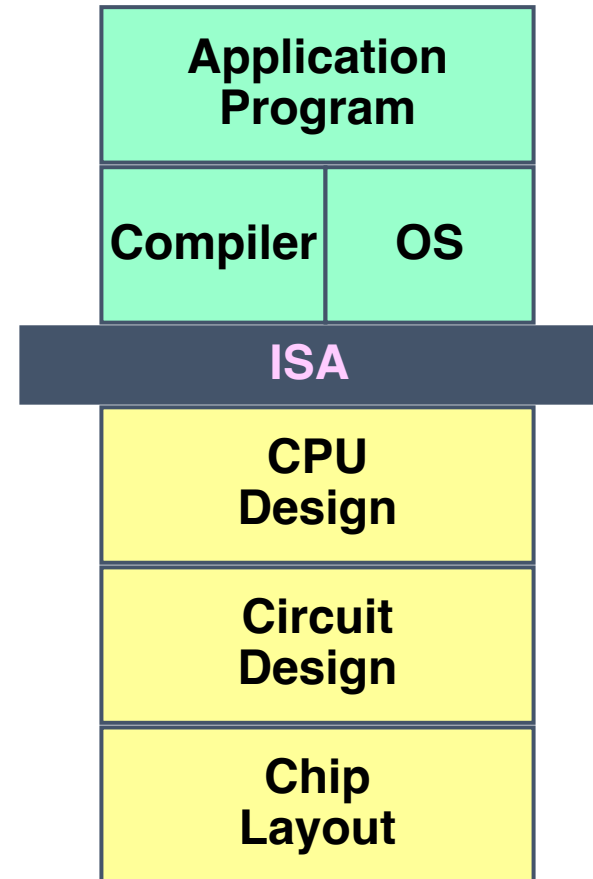 Application
Program
Compiler
OS
ISA
CPU
Design
Circuit
Design
Chip
Layout